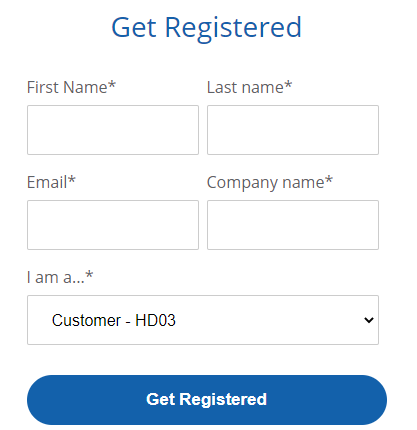 Get Registered
First Name* Last name*
Email* Company name*
I am a...*
Customer - HD03
Get Registered